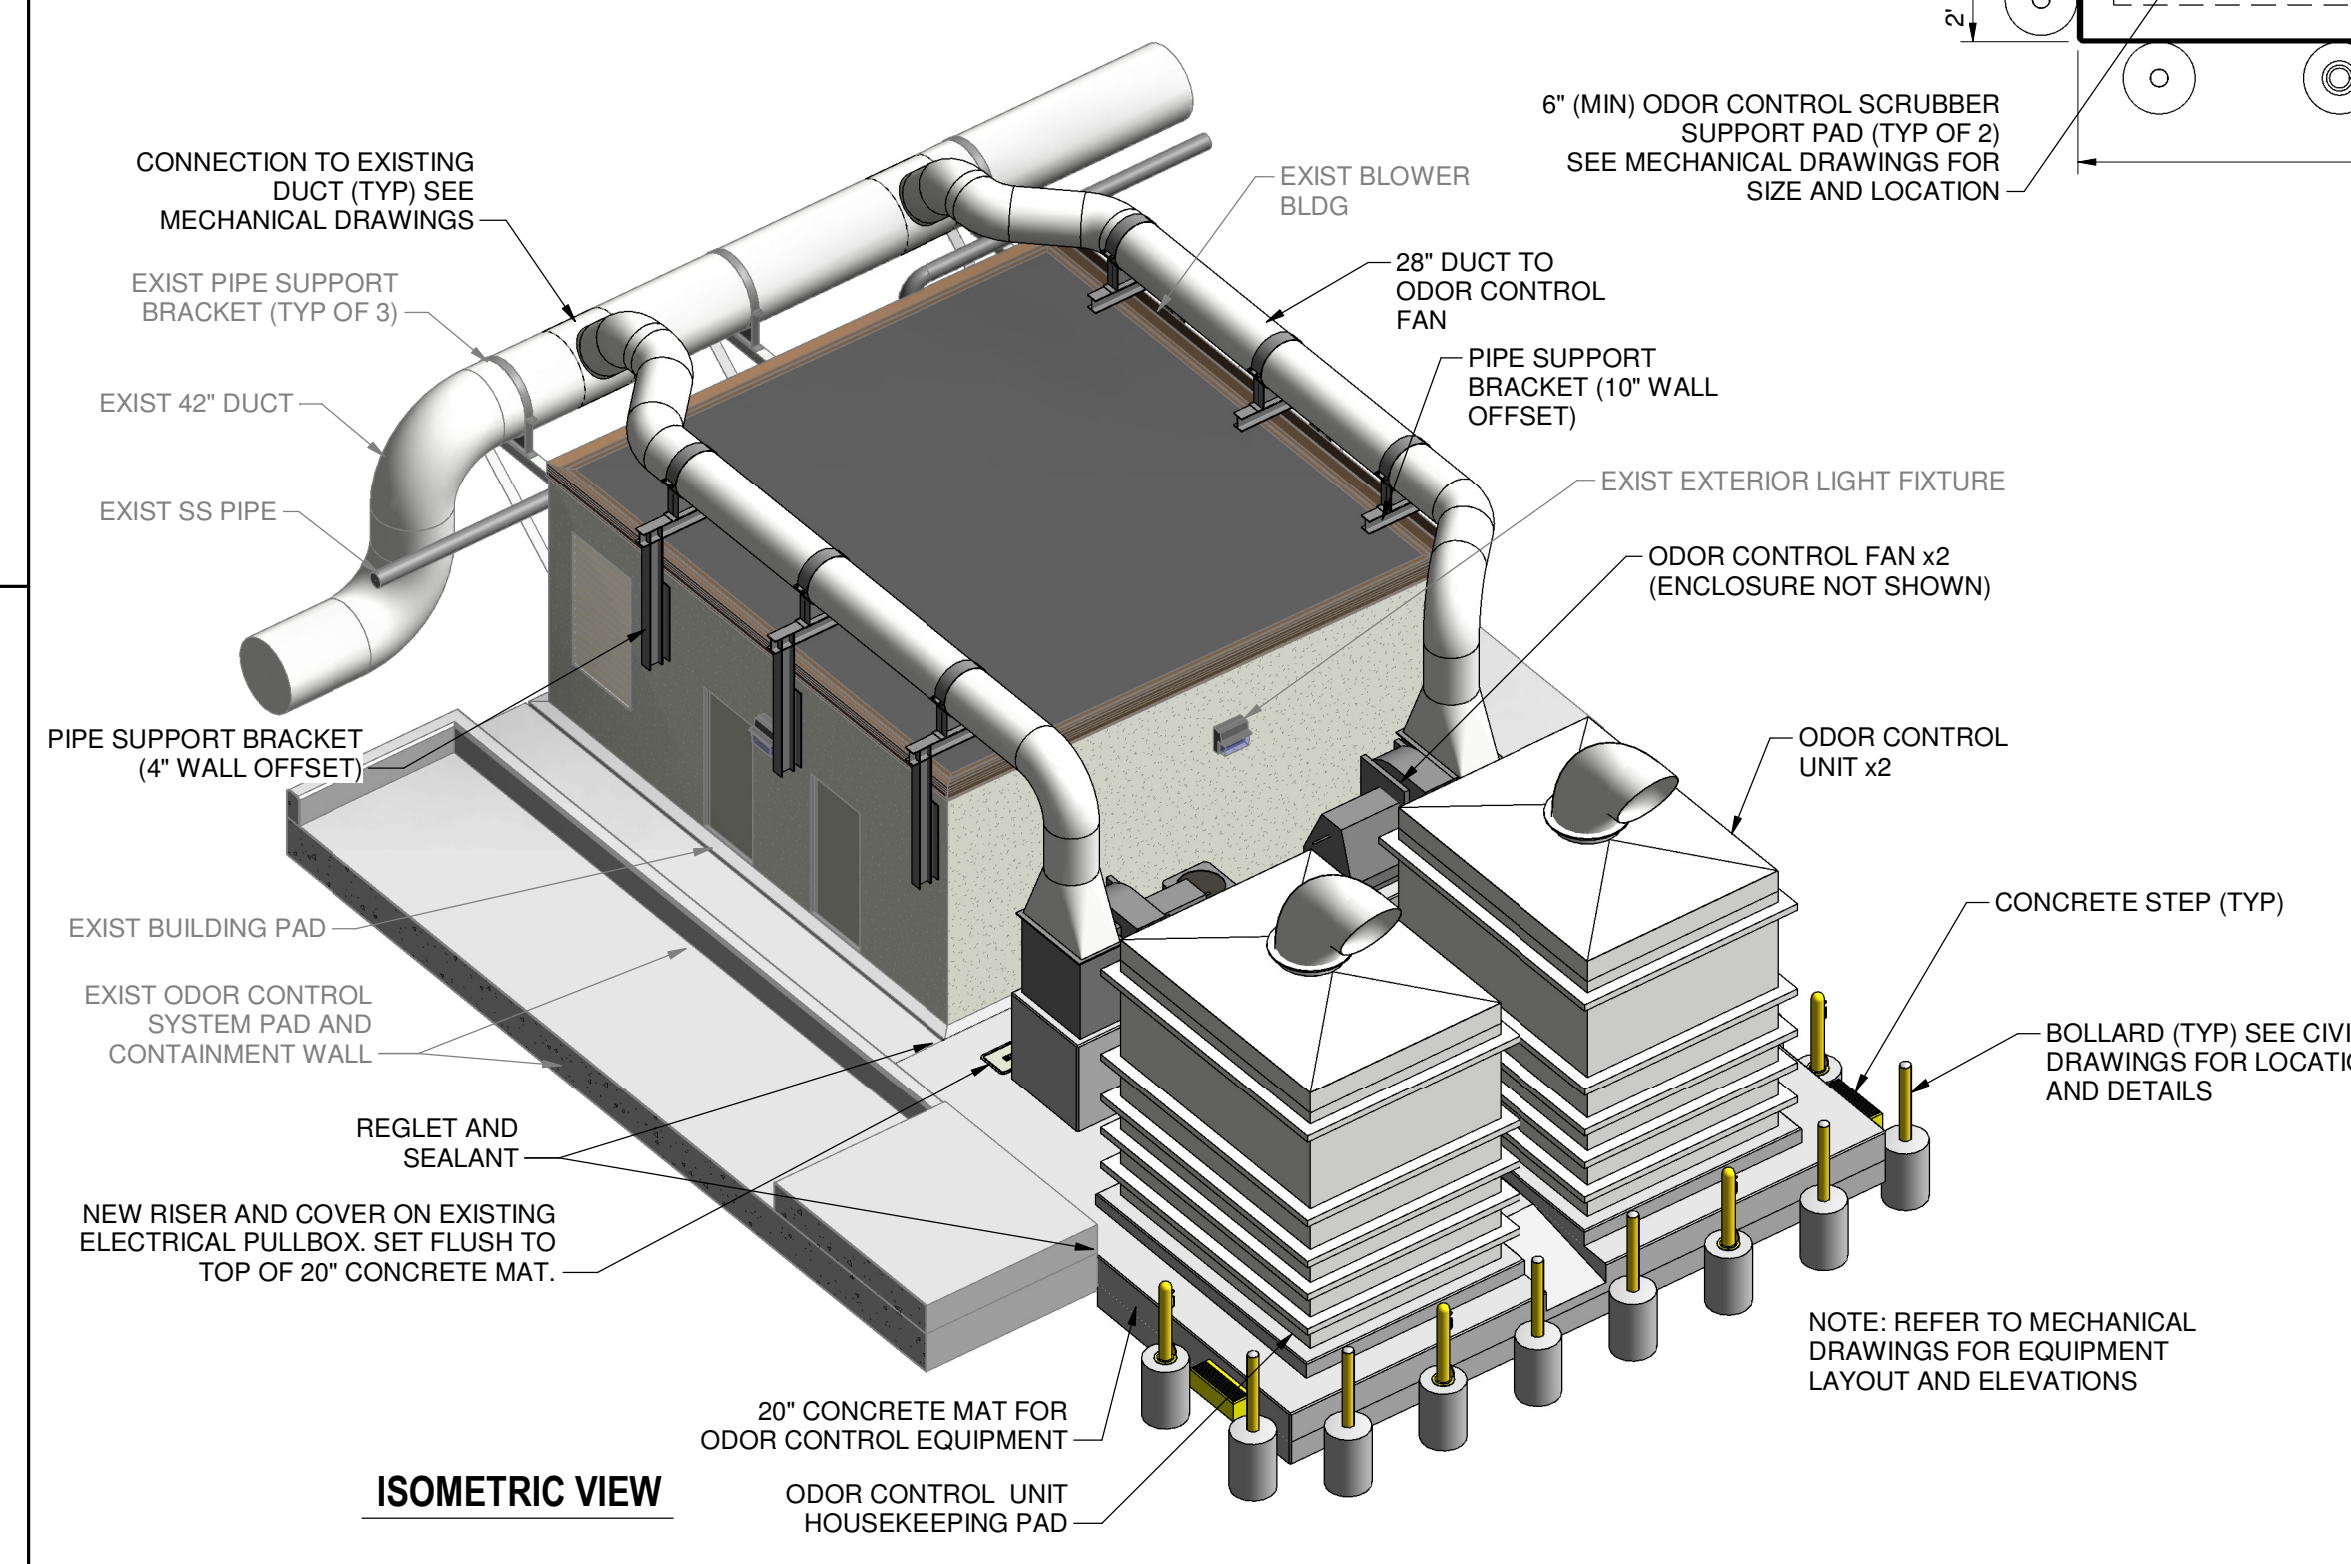 2'
6" (MIN) ODOR CONTROL SCRUBBER
SUPPORT PAD (TYP OF 2)
SEE MECHANICAL DRAWINGS FOR
SIZE AND LOCATION
CONNECTION TO EXISTING
DUCT (TYP) SEE
MECHANICAL DRAWINGS
EXIST BLOWER
BLDG
EXIST PIPE SUPPORT
BRACKET (TYP OF 3)
28" DUCT TO
ODOR CONTROL
FAN
PIPE SUPPORT
BRACKET (10" WALL
OFFSET)
EXIST 42" DUCT
EXIST EXTERIOR LIGHT FIXTURE
EXIST SS PIPE
ODOR CONTROL FAN x2
(ENCLOSURE NOT SHOWN)
PIPE SUPPORT BRACKET
(4" WALL OFFSET)
ODOR CONTROL
UNIT x2
EXIST BUILDING PAD
CONCRETE STEP (TYP)
EXIST ODOR CONTROL
SYSTEM PAD AND
CONTAINMENT WALL
BOLLARD (TYP) SEE CIVI
DRAWINGS FOR LOCATIO
AND DETAILS
REGLET AND
SEALANT
NEW RISER AND COVER ON EXISTING
ELECTRICAL PULLBOX. SET FLUSH TO
TOP OF 20" CONCRETE MAT.
NOTE: REFER TO MECHANICAL
DRAWINGS FOR EQUIPMENT
LAYOUT AND ELEVATIONS
20" CONCRETE MAT FOR
ODOR CONTROL EQUIPMENT
ODOR CONTROL UNIT
HOUSEKEEPING PAD
ISOMETRIC VIEW